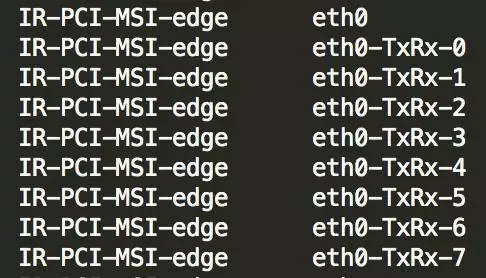 IR-PCI-MSI-edge eth0
IR-PCI-MSI-edge eth0-TxRx-0
IR-PCI-MSI-edge eth0-TxRx-1
IR-PCI-MSI-edge eth0-TxRx-2
IR-PCI-MSI-edge eth0-TxRx-3
IR-PCI-MSI-edge eth0-TxRx-4
IR-PCI-MSI-edge eth0-TxRx-5
IR-PCI-MSI-edge eth0-TxRx-6
IR-PCI-MSI-edge eth0-TxRx-7